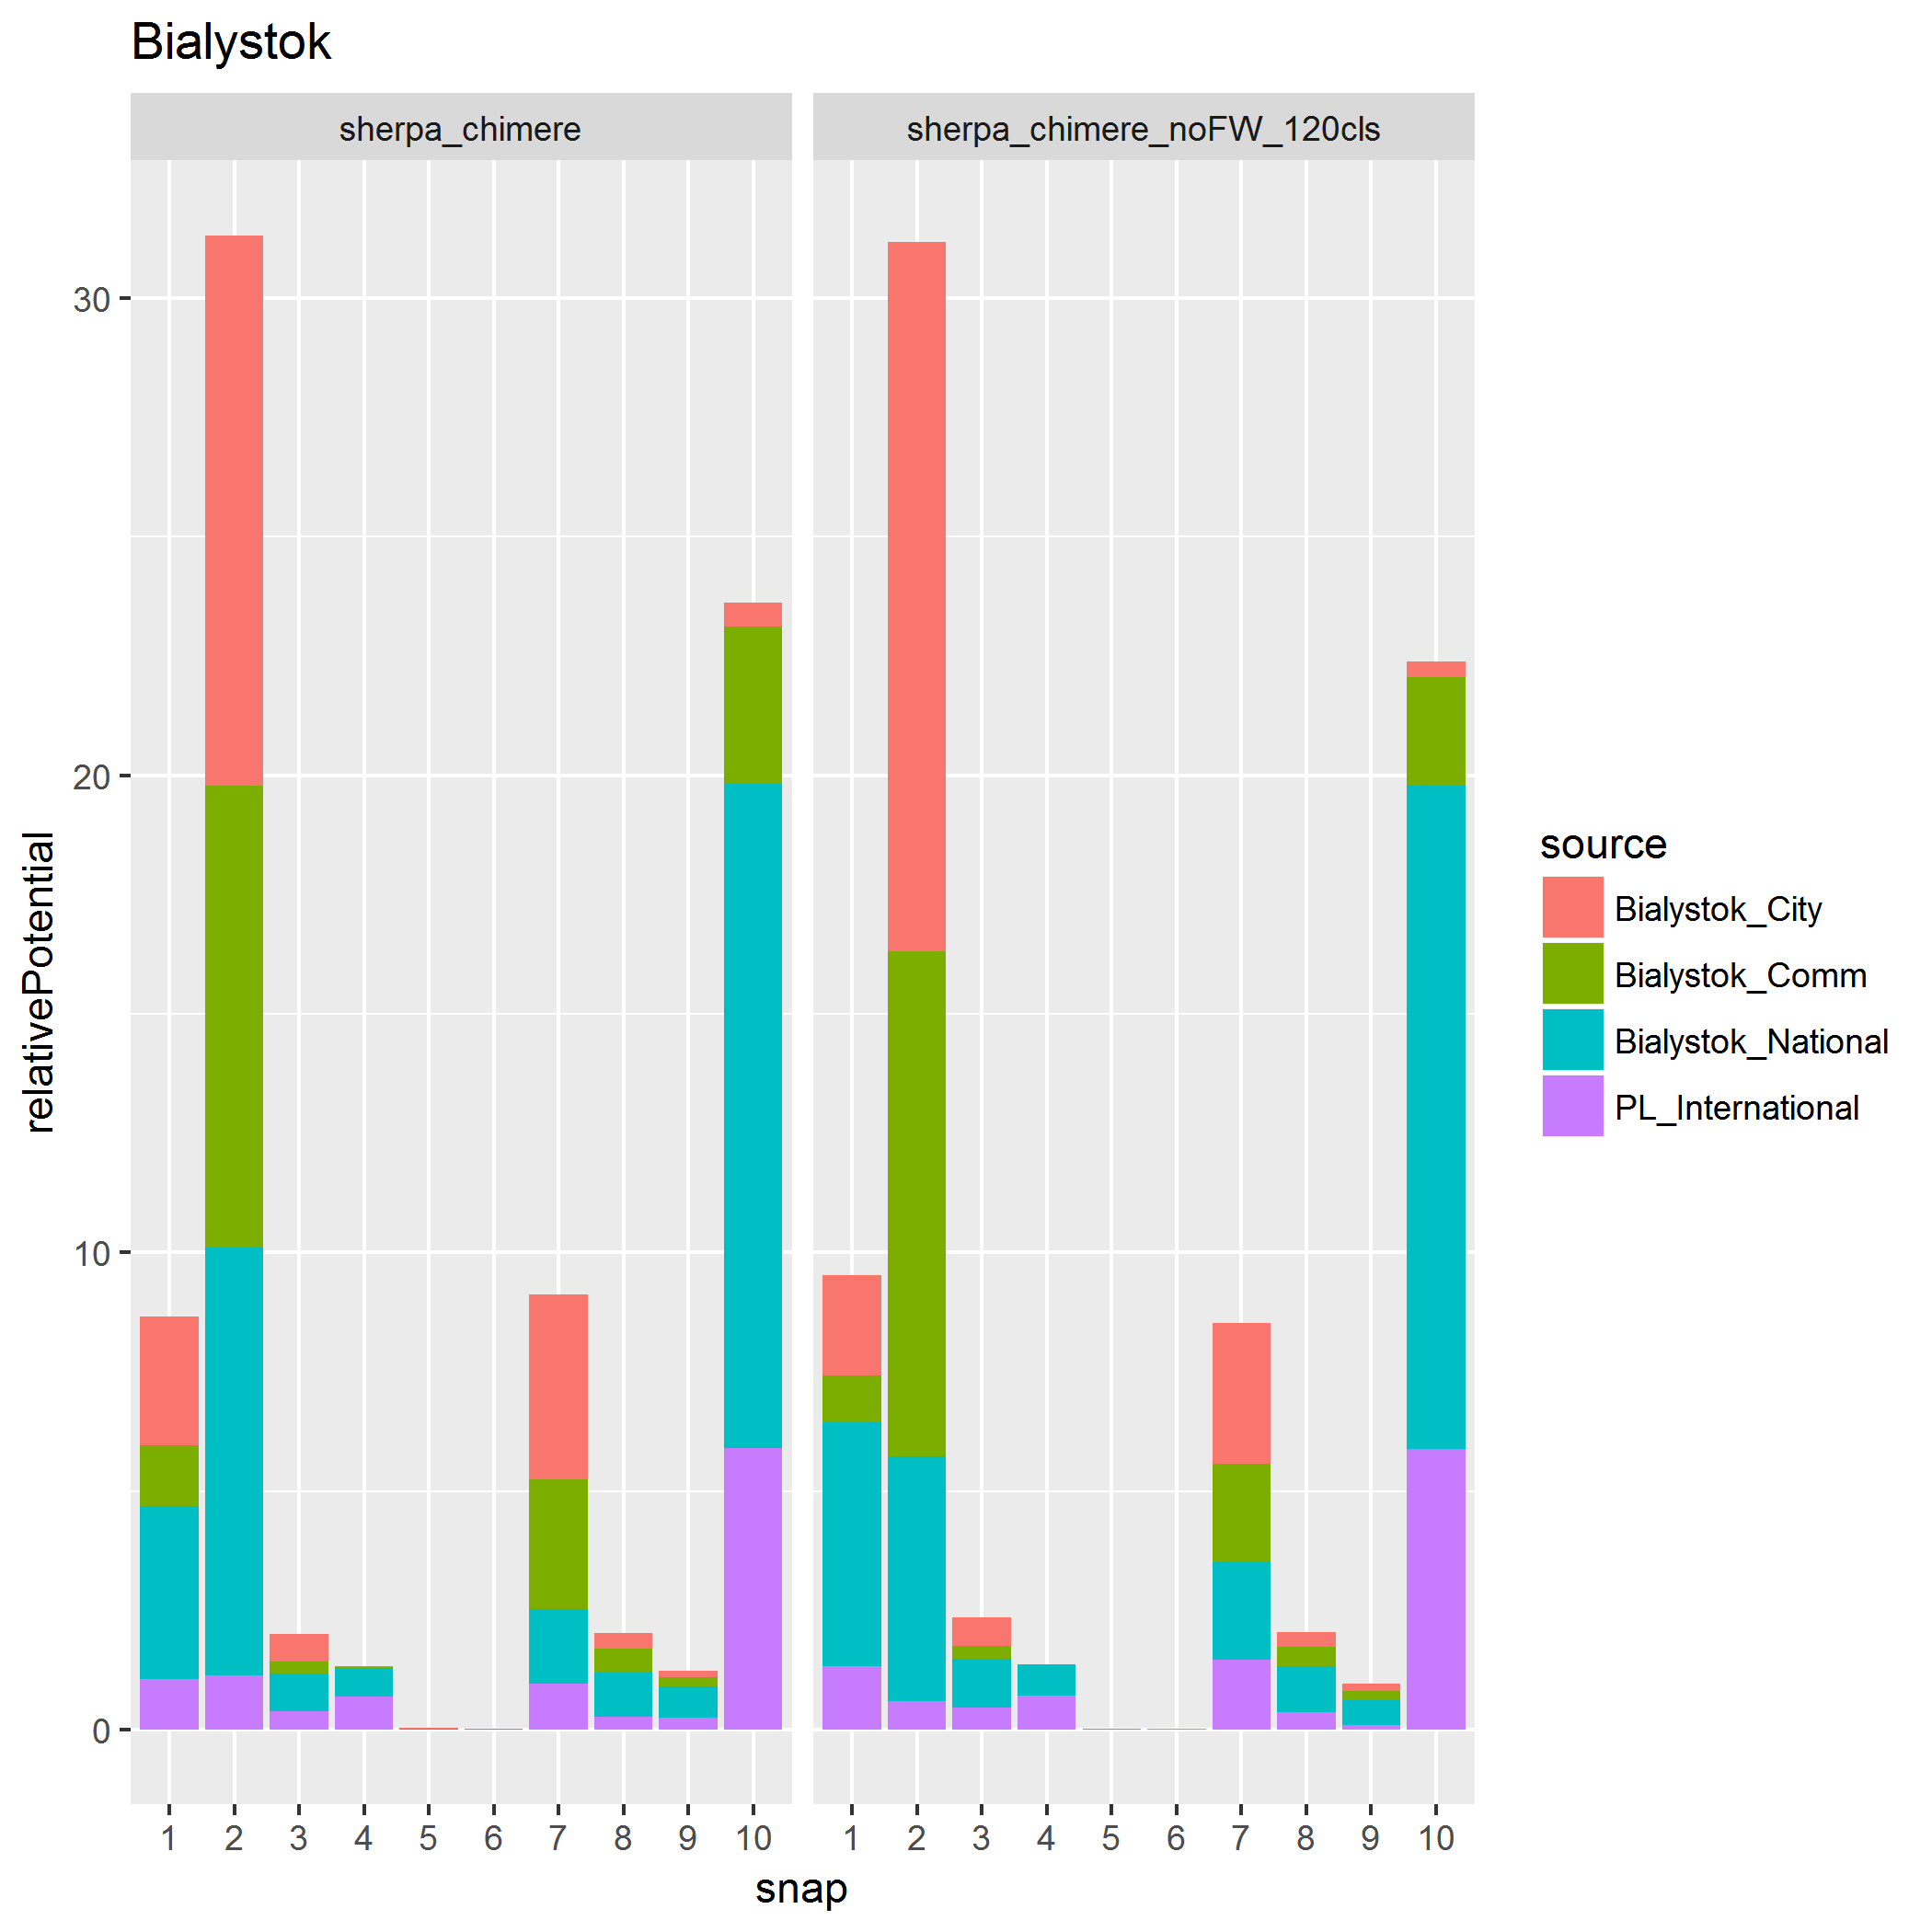 Bialystok
sherpa_chimere
sherpa_chimere_noFW_120cls
relativePotential
30
20
10
0
1 2 3 4 5 6 7 8 9 10
1 2 3 4 5 6 7 8 9 10
snap
source
Bialystok_City
Bialystok_Comm
Bialystok_National
PL_International